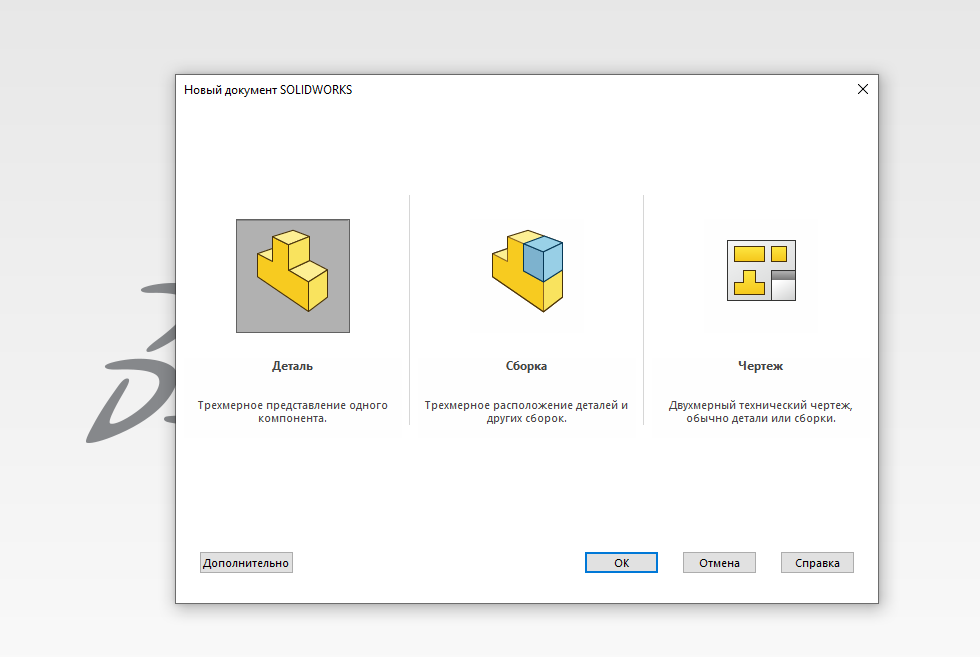 Новый документ SOLIDWORKS
Деталь
Трехмерное представление одного
компонента.
Сборка
Трехмерное расположение деталей и
других сборок.
Чертеж
Двухмерный технический чертеж,
обычно детали или сборки.
Дополнительно
ОК
Отмена
Справка